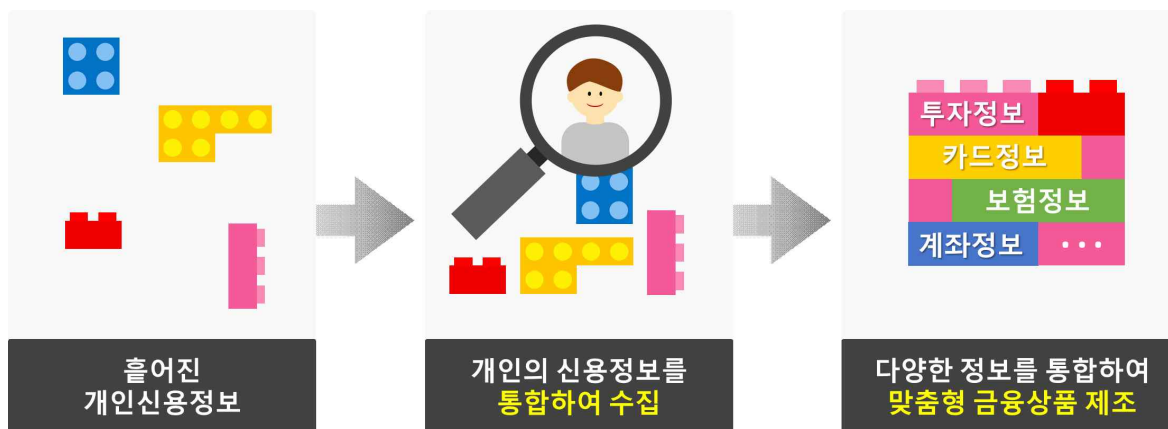 흩어진
개인신용정보
개인의 신용정보를
통합하여 수집
투자정보
카드정보
보험정보
계좌정보 ···
다양한 정보를 통합하여
맞춤형 금융상품 제조